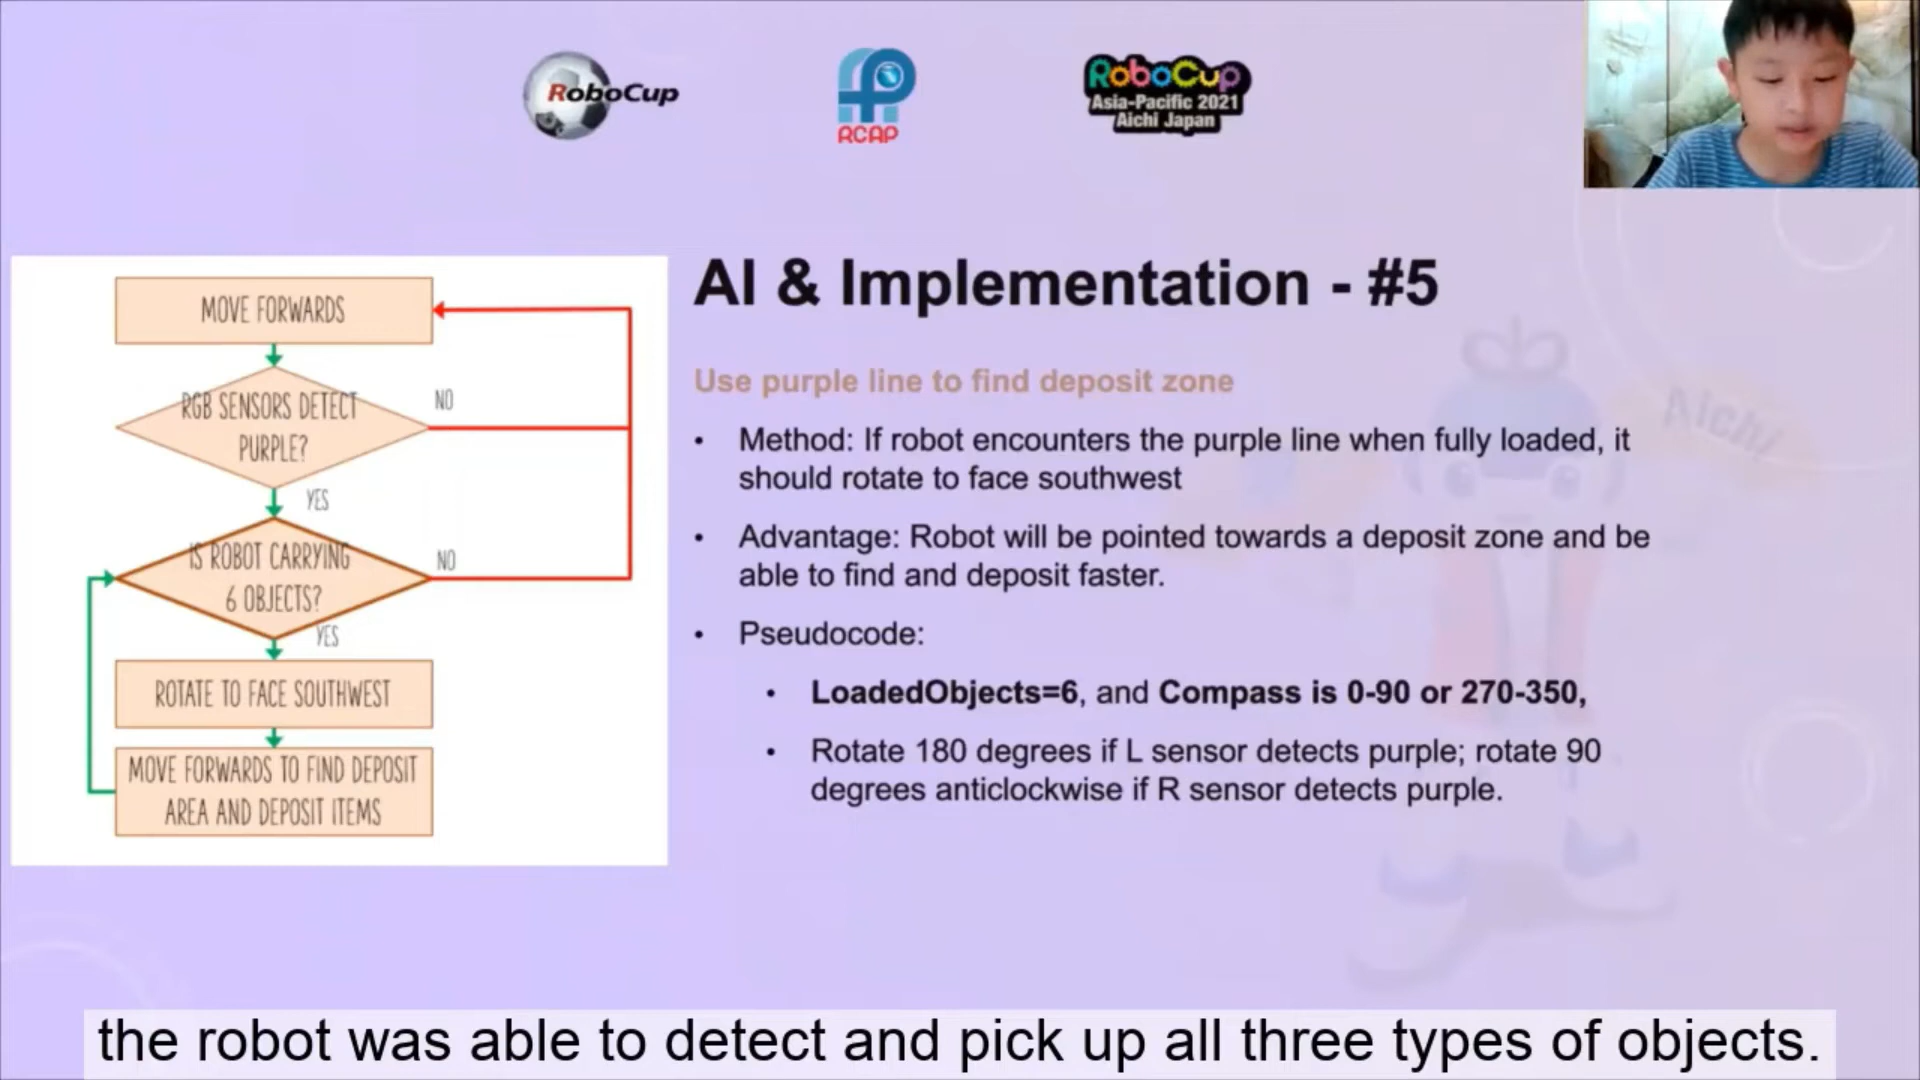 RoboCup
RCAP
RoboCup
Asia-Pacific 2021
Aichi Japan
MOVE FORWARDS
RGB SENSORS DETECT
PURPLE?
NO
YES
IS ROBOT CARRYING
6 OBJECTS?
NO
YES
ROTATE TO FACE SOUTHWEST
MOVE FORWARDS TO FIND DEPOSIT
AREA AND DEPOSIT ITEMS
AI & Implementation - #5
Use purple line to find deposit zone
• Method: If robot encounters the purple line when fully loaded, it
should rotate to face southwest
• Advantage: Robot will be pointed towards a deposit zone and be
able to find and deposit faster.
• Pseudocode:
• LoadedObjects=6, and Compass is 0-90 or 270-350,
• Rotate 180 degrees if L sensor detects purple; rotate 90
degrees anticlockwise if R sensor detects purple.
Aichi
the robot was able to detect and pick up all three types of objects.